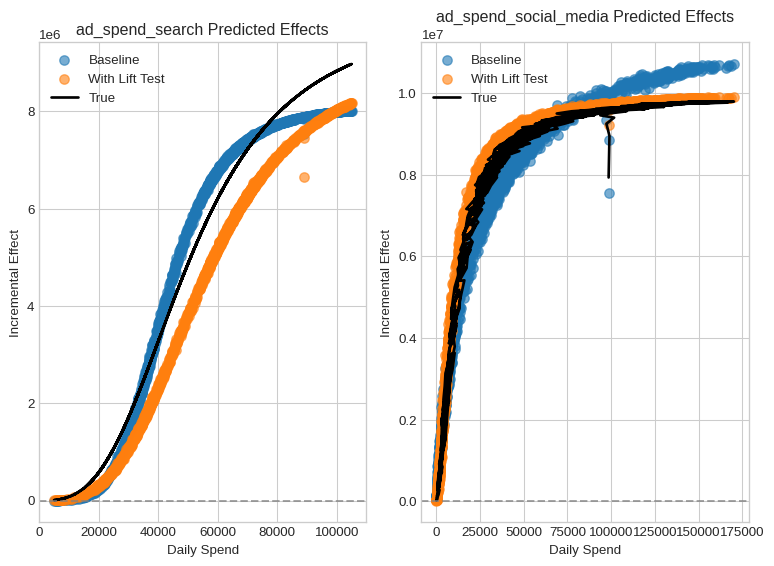 ad_spend_search Predicted Effects
1e6
Baseline
With Lift Test
True
8
6
4
2
0
Incremental Effect
0
20000
40000
60000
80000
100000
Daily Spend
ad_spend_social_media Predicted Effects
1e7
Baseline
With Lift Test
True
1.0
0.8
0.6
0.4
0.2
0.0
Incremental Effect
0
25000
50000
75000
100000
125000
150000
175000
Daily Spend